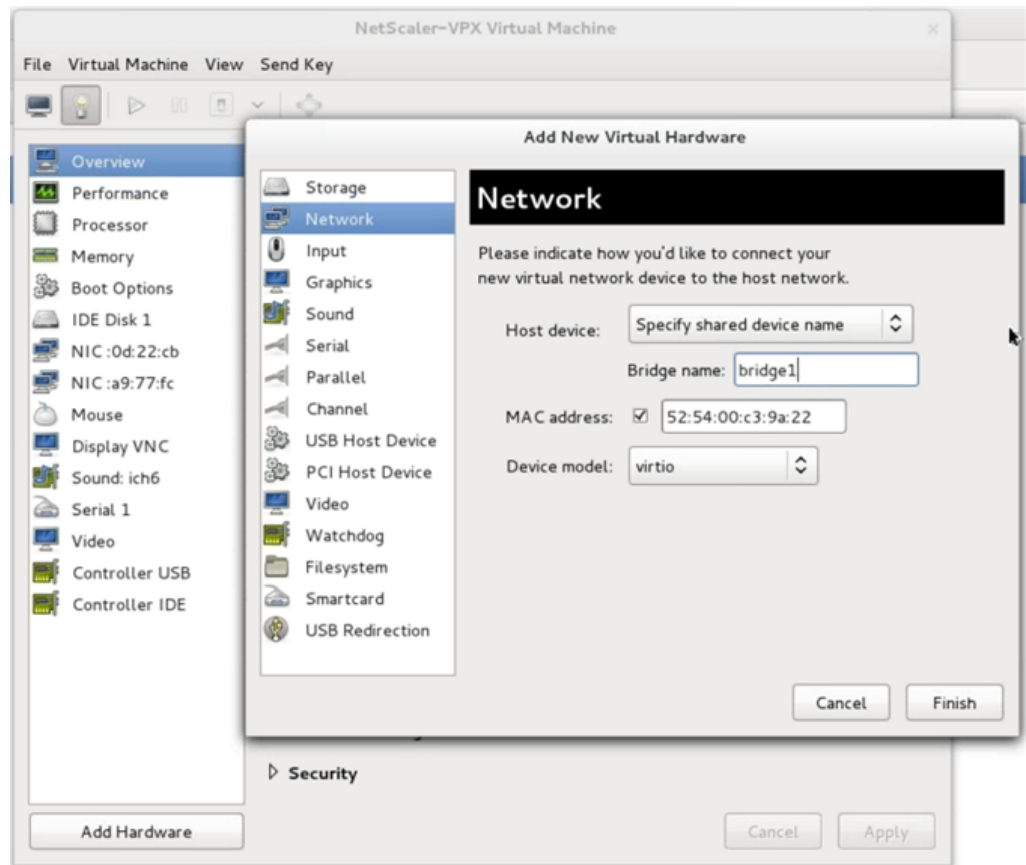 NetScaler-VPX Virtual Machine
File Virtual Machine View Send Key
Overview
Performance
Processor
Memory
Boot Options
IDE Disk 1
NIC :0d:22:cb
NIC :a9:77:fc
Mouse
Display VNC
Sound: ich6
Serial 1
Video
Controller USB
Controller IDE
Add Hardware
Add New Virtual Hardware
Storage
Network
Input
Graphics
Sound
Serial
Parallel
Channel
USB Host Device
PCI Host Device
Video
Watchdog
Filesystem
Smartcard
USB Redirection
Network
Please indicate how you'd like to connect your
new virtual network device to the host network.
Host device: Specify shared device name
Bridge name: bridge1
MAC address: 52:54:00:c3:9a:22
Device model: virtio
Cancel Finish
Security
Cancel Apply